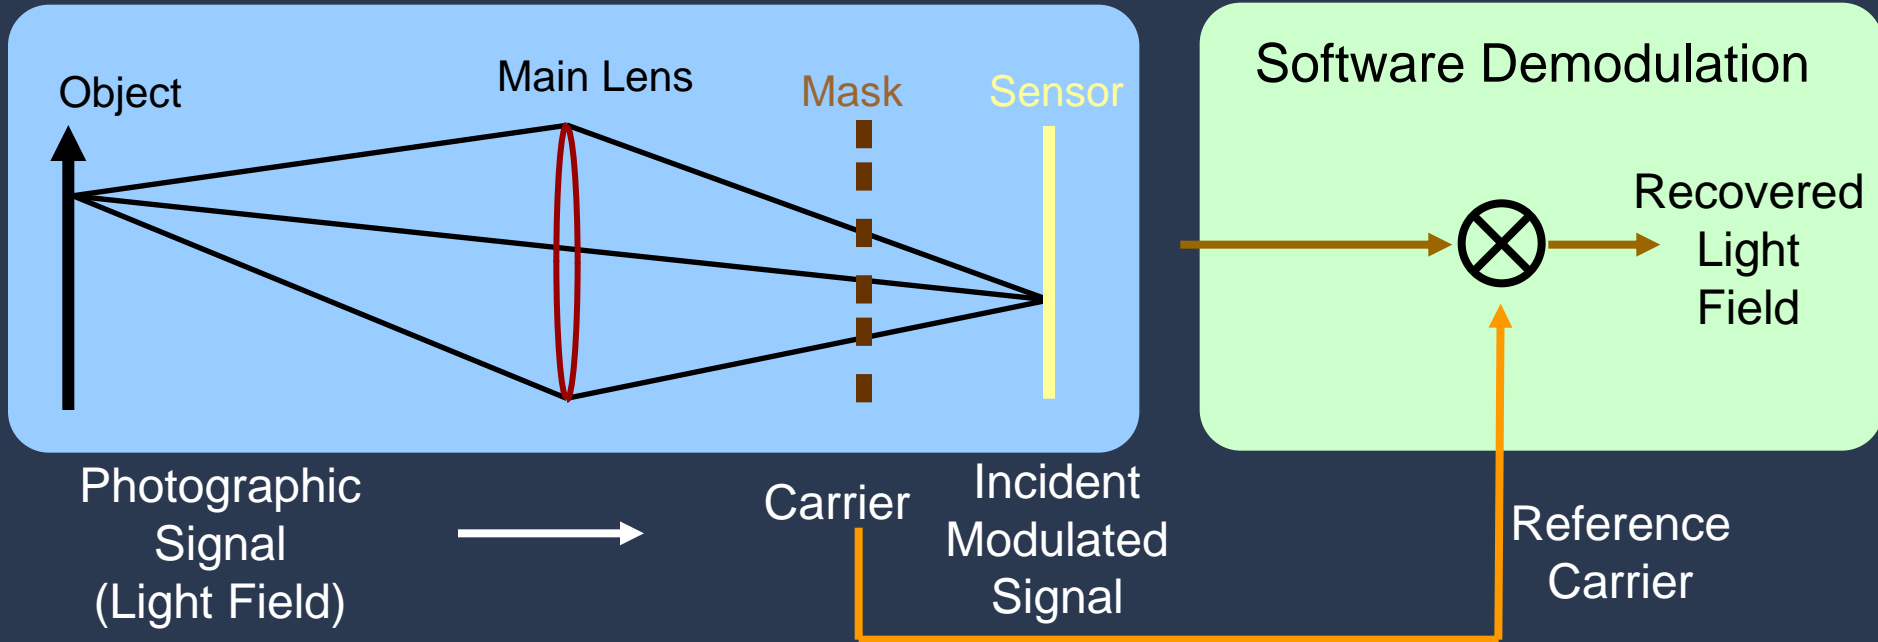 Object
Main Lens
Mask
Sensor
Photographic
Signal
(Light Field)
Carrier
Incident
Modulated
Signal
Software Demodulation
Recovered
Light
Field
Reference
Carrier